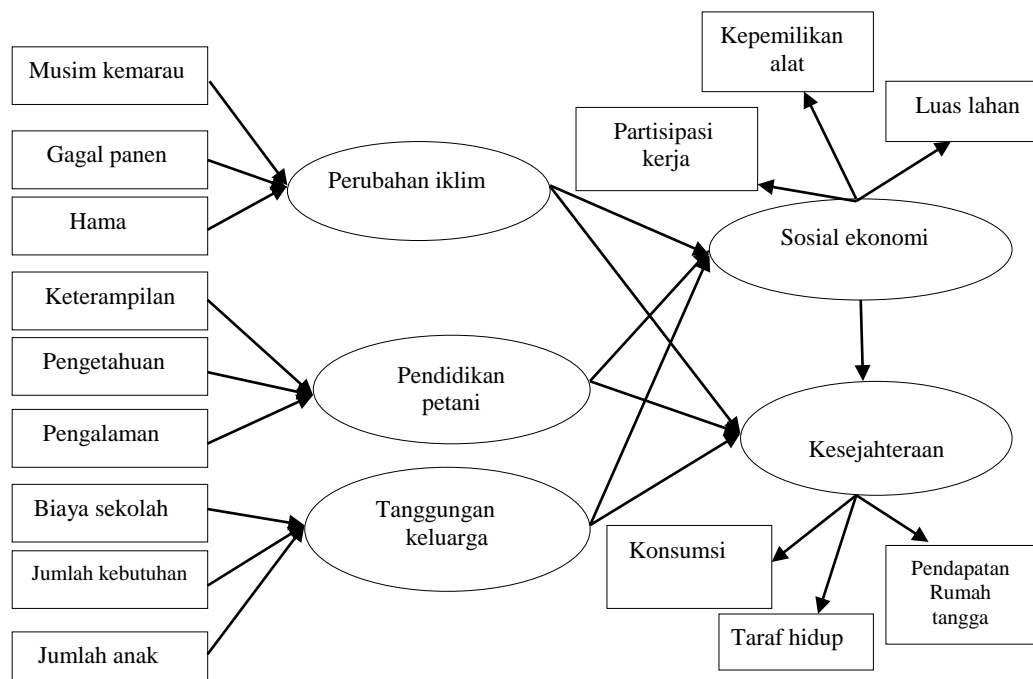 Musim kemarau
Gagal panen
Hama
Keterampilan
Pengetahuan
Pengalaman
Biaya sekolah
Jumlah kebutuhan
Jumlah anak
Perubahan iklim
Pendidikan
petani
Tanggungan
keluarga
Kepemilikan
alat
Luas lahan
Partisipasi
kerja
Sosial ekonomi
Kesejahteraan
Konsumsi
Taraf hidup
Pendapatan
Rumah
tangga